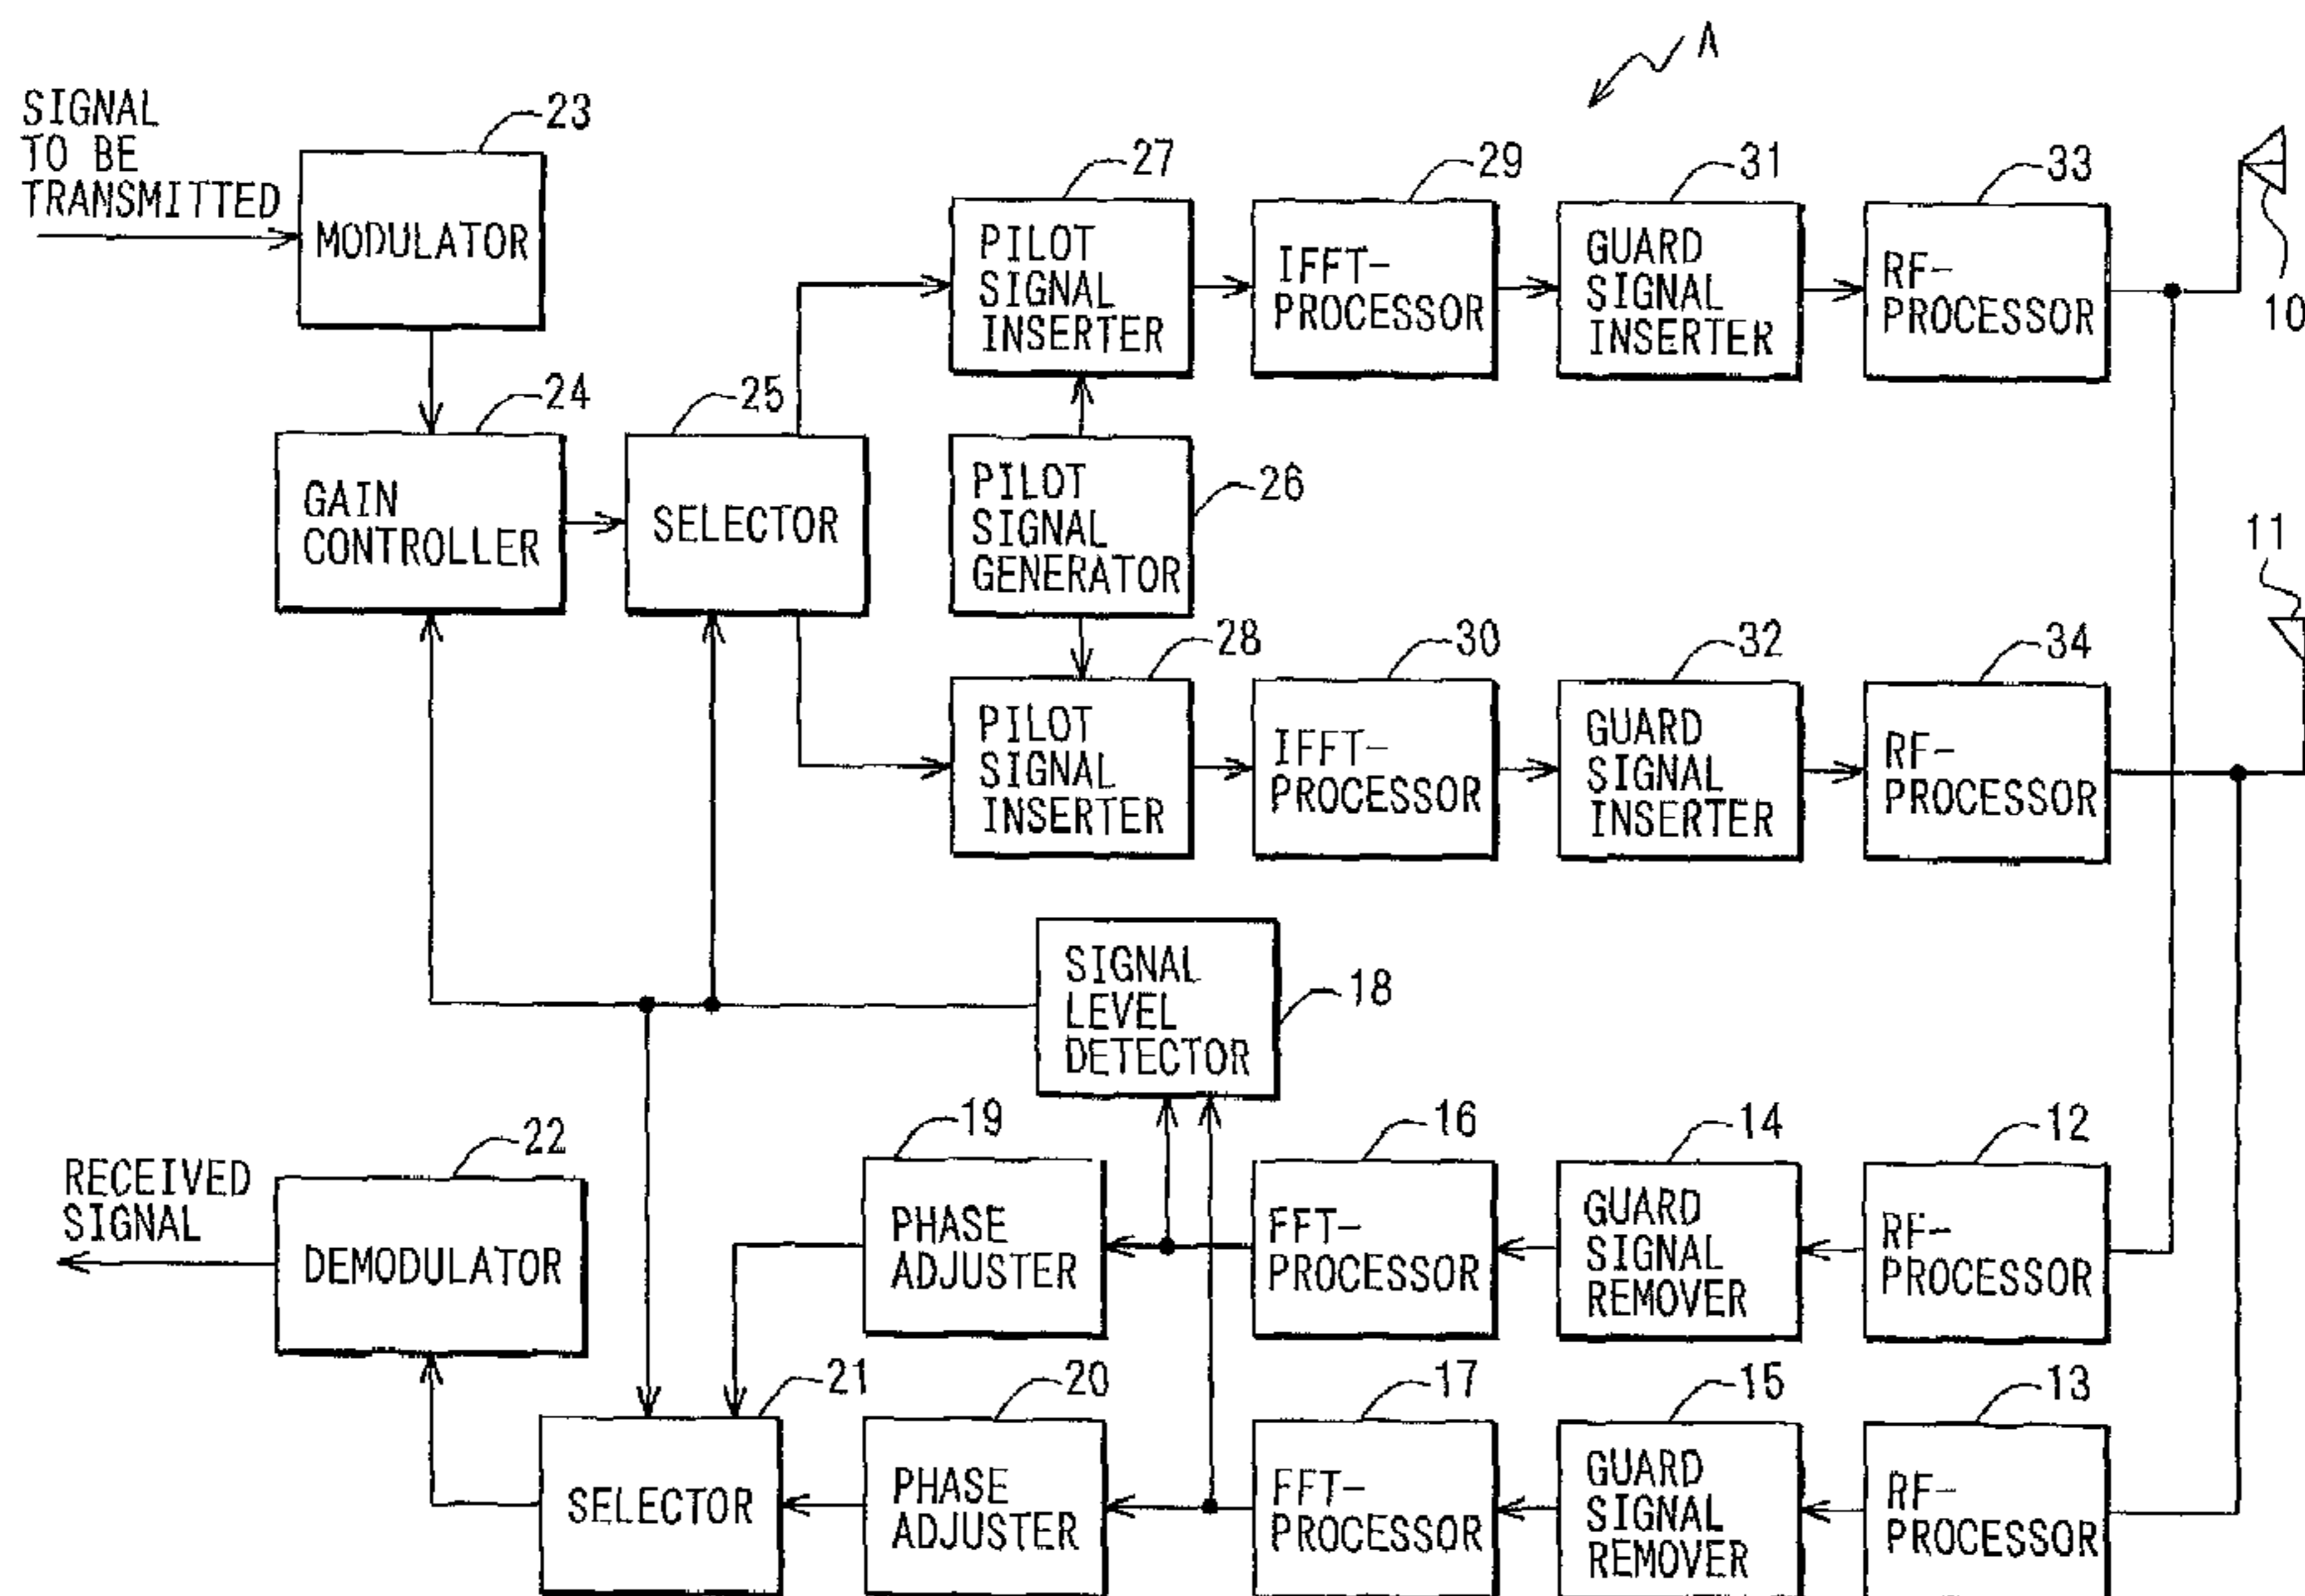 A
SIGNAL
TO BE
TRANSMITTED
23
MODULATOR
27
PILOT
SIGNAL
INSERTER
29
IFFT-
PROCESSOR
31
GUARD
SIGNAL
INSERTER
33
RF-
PROCESSOR
10
24
GAIN
CONTROLLER
25
SELECTOR
26
PILOT
SIGNAL
GENERATOR
11
28
PILOT
SIGNAL
INSERTER
30
IFFT-
PROCESSOR
32
GUARD
SIGNAL
INSERTER
34
RF-
PROCESSOR
18
SIGNAL
LEVEL
DETECTOR
RECEIVED
SIGNAL
22
DEMODULATOR
19
PHASE
ADJUSTER
16
FFT-
PROCESSOR
14
GUARD
SIGNAL
REMOVER
12
RF-
PROCESSOR
21
SELECTOR
20
PHASE
ADJUSTER
17
FFT-
PROCESSOR
15
GUARD
SIGNAL
REMOVER
13
RF-
PROCESSOR